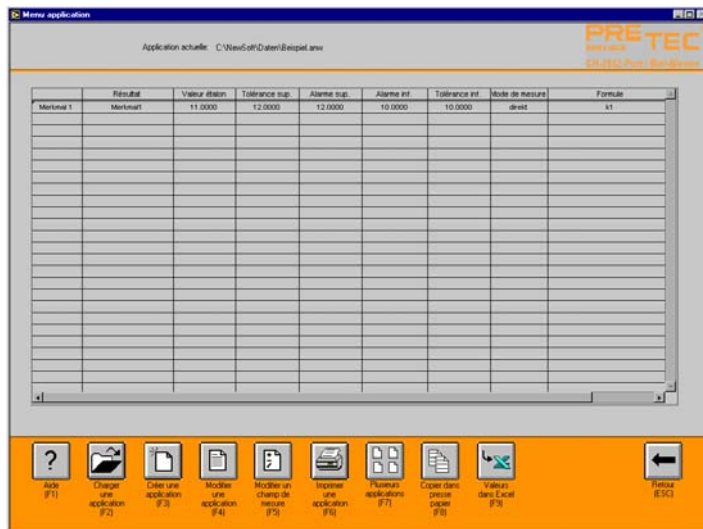 Menu application
Application actuelle: C:\NewSoft\Daten\Beispiel.anw
PRETEC
Résultat Valeur étalon Tolérance sup. Alarme sup. Alarme inf. Tolérance inf. Mode de mesure Formule
Merkmal 1 Merkmal1 11.0000 12.0000 12.0000 10.0000 10.0000 direkt k1
Aide
(F1)
Charger
une
application
(F2)
Créer une
application
(F3)
Modifier
une
application
(F4)
Modifier un
champ de
mesure
(F5)
Imprimer
une
application
(F6)
Plusieurs
applications
(F7)
Copier dans
presse
papier
(F8)
Valeurs
dans Excel
(F9)
Retour
(ESC)